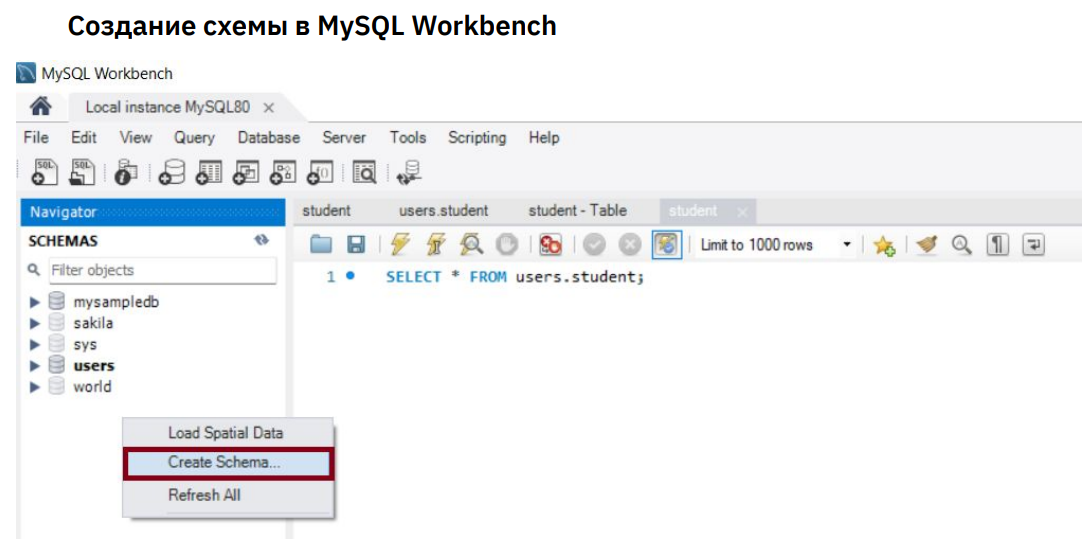 Создание схемы в MySQL Workbench
MySQL Workbench
Local instance MySQL80
File Edit View Query Database Server Tools Scripting Help
SQL SQL
Navigator
student users.student student - Table student
SCHEMAS
Limit to 1000 rows
Filter objects
1 SELECT * FROM users.student;
mysampledb
sakila
sys
users
world
Load Spatial Data
Create Schema...
Refresh All